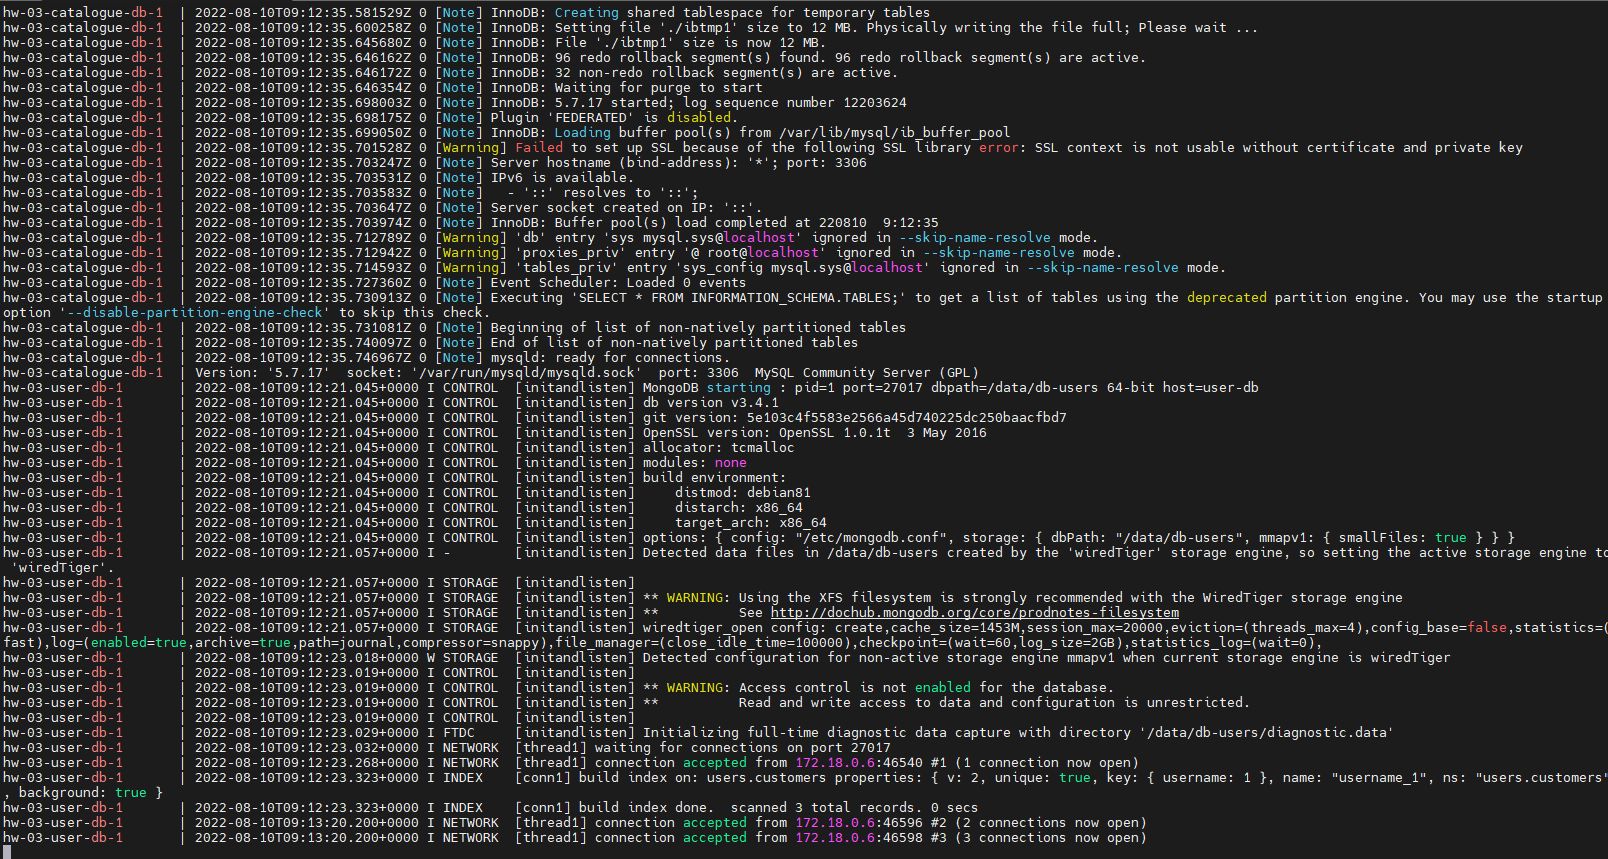 hw-03-catalogue-db-1  | 2022-08-10T09:12:35.581529Z 0 [Note] InnoDB: Creating shared tablespace for temporary tables
hw-03-catalogue-db-1  | 2022-08-10T09:12:35.600258Z 0 [Note] InnoDB: Setting file './ibtmp1' size to 12 MB. Physically writing the file full; Please wait ...
hw-03-catalogue-db-1  | 2022-08-10T09:12:35.645680Z 0 [Note] InnoDB: File './ibtmp1' size is now 12 MB.
hw-03-catalogue-db-1  | 2022-08-10T09:12:35.646162Z 0 [Note] InnoDB: 96 redo rollback segment(s) found. 96 redo rollback segment(s) are active.
hw-03-catalogue-db-1  | 2022-08-10T09:12:35.646172Z 0 [Note] InnoDB: 32 non-redo rollback segment(s) are active.
hw-03-catalogue-db-1  | 2022-08-10T09:12:35.646354Z 0 [Note] InnoDB: Waiting for purge to start
hw-03-catalogue-db-1  | 2022-08-10T09:12:35.698003Z 0 [Note] InnoDB: 5.7.17 started; log sequence number 12203624
hw-03-catalogue-db-1  | 2022-08-10T09:12:35.698175Z 0 [Note] Plugin 'FEDERATED' is disabled.
hw-03-catalogue-db-1  | 2022-08-10T09:12:35.699050Z 0 [Note] InnoDB: Loading buffer pool(s) from /var/lib/mysql/ib_buffer_pool
hw-03-catalogue-db-1  | 2022-08-10T09:12:35.701528Z 0 [Warning] Failed to set up SSL because of the following SSL library error: SSL context is not usable without certificate and private key
hw-03-catalogue-db-1  | 2022-08-10T09:12:35.703247Z 0 [Note] Server hostname (bind-address): '*'; port: 3306
hw-03-catalogue-db-1  | 2022-08-10T09:12:35.703531Z 0 [Note] IPv6 is available.
hw-03-catalogue-db-1  | 2022-08-10T09:12:35.703583Z 0 [Note]   - '::' resolves to '::';
hw-03-catalogue-db-1  | 2022-08-10T09:12:35.703647Z 0 [Note] Server socket created on IP: '::'.
hw-03-catalogue-db-1  | 2022-08-10T09:12:35.703974Z 0 [Note] InnoDB: Buffer pool(s) load completed at 220810  9:12:35
hw-03-catalogue-db-1  | 2022-08-10T09:12:35.712789Z 0 [Warning] 'db' entry 'sys mysql.sys@localhost' ignored in --skip-name-resolve mode.
hw-03-catalogue-db-1  | 2022-08-10T09:12:35.712942Z 0 [Warning] 'proxies_priv' entry '@ root@localhost' ignored in --skip-name-resolve mode.
hw-03-catalogue-db-1  | 2022-08-10T09:12:35.714593Z 0 [Warning] 'tables_priv' entry 'sys_config mysql.sys@localhost' ignored in --skip-name-resolve mode.
hw-03-catalogue-db-1  | 2022-08-10T09:12:35.727360Z 0 [Note] Event Scheduler: Loaded 0 events
hw-03-catalogue-db-1  | 2022-08-10T09:12:35.730913Z 0 [Note] Executing 'SELECT * FROM INFORMATION_SCHEMA.TABLES;' to get a list of tables using the deprecated partition engine. You may use the startup
option '--disable-partition-engine-check' to skip this check.
hw-03-catalogue-db-1  | 2022-08-10T09:12:35.731081Z 0 [Note] Beginning of list of non-natively partitioned tables
hw-03-catalogue-db-1  | 2022-08-10T09:12:35.740097Z 0 [Note] End of list of non-natively partitioned tables
hw-03-catalogue-db-1  | 2022-08-10T09:12:35.746967Z 0 [Note] mysqld: ready for connections.
hw-03-catalogue-db-1  | Version: '5.7.17'  socket: '/var/run/mysqld/mysqld.sock'  port: 3306  MySQL Community Server (GPL)
hw-03-user-db-1       | 2022-08-10T09:12:21.045+0000 I CONTROL  [initandlisten] MongoDB starting : pid=1 port=27017 dbpath=/data/db-users 64-bit host=user-db
hw-03-user-db-1       | 2022-08-10T09:12:21.045+0000 I CONTROL  [initandlisten] db version v3.4.1
hw-03-user-db-1       | 2022-08-10T09:12:21.045+0000 I CONTROL  [initandlisten] git version: 5e103c4f5583e2566a45d740225dc250baacfbd7
hw-03-user-db-1       | 2022-08-10T09:12:21.045+0000 I CONTROL  [initandlisten] OpenSSL version: OpenSSL 1.0.1t  3 May 2016
hw-03-user-db-1       | 2022-08-10T09:12:21.045+0000 I CONTROL  [initandlisten] allocator: tcmalloc
hw-03-user-db-1       | 2022-08-10T09:12:21.045+0000 I CONTROL  [initandlisten] modules: none
hw-03-user-db-1       | 2022-08-10T09:12:21.045+0000 I CONTROL  [initandlisten] build environment:
hw-03-user-db-1       | 2022-08-10T09:12:21.045+0000 I CONTROL  [initandlisten]     distmod: debian81
hw-03-user-db-1       | 2022-08-10T09:12:21.045+0000 I CONTROL  [initandlisten]     distarch: x86_64
hw-03-user-db-1       | 2022-08-10T09:12:21.045+0000 I CONTROL  [initandlisten]     target_arch: x86_64
hw-03-user-db-1       | 2022-08-10T09:12:21.045+0000 I CONTROL  [initandlisten] options: { config: "/etc/mongodb.conf", storage: { dbPath: "/data/db-users", mmapv1: { smallFiles: true } } }
hw-03-user-db-1       | 2022-08-10T09:12:21.057+0000 I -        [initandlisten] Detected data files in /data/db-users created by the 'wiredTiger' storage engine, so setting the active storage engine to
 'wiredTiger'.
hw-03-user-db-1       | 2022-08-10T09:12:21.057+0000 I STORAGE  [initandlisten]
hw-03-user-db-1       | 2022-08-10T09:12:21.057+0000 I STORAGE  [initandlisten] ** WARNING: Using the XFS filesystem is strongly recommended with the WiredTiger storage engine
hw-03-user-db-1       | 2022-08-10T09:12:21.057+0000 I STORAGE  [initandlisten] **          See http://dochub.mongodb.org/core/prodnotes-filesystem
hw-03-user-db-1       | 2022-08-10T09:12:21.057+0000 I STORAGE  [initandlisten] wiredtiger_open config: create,cache_size=1453M,session_max=20000,eviction=(threads_max=4),config_base=false,statistics=(
fast),log=(enabled=true,archive=true,path=journal,compressor=snappy),file_manager=(close_idle_time=100000),checkpoint=(wait=60,log_size=2GB),statistics_log=(wait=0),
hw-03-user-db-1       | 2022-08-10T09:12:23.018+0000 W STORAGE  [initandlisten] Detected configuration for non-active storage engine mmapv1 when current storage engine is wiredTiger
hw-03-user-db-1       | 2022-08-10T09:12:23.019+0000 I CONTROL  [initandlisten]
hw-03-user-db-1       | 2022-08-10T09:12:23.019+0000 I CONTROL  [initandlisten] ** WARNING: Access control is not enabled for the database.
hw-03-user-db-1       | 2022-08-10T09:12:23.019+0000 I CONTROL  [initandlisten] **          Read and write access to data and configuration is unrestricted.
hw-03-user-db-1       | 2022-08-10T09:12:23.019+0000 I CONTROL  [initandlisten]
hw-03-user-db-1       | 2022-08-10T09:12:23.029+0000 I FTDC     [initandlisten] Initializing full-time diagnostic data capture with directory '/data/db-users/diagnostic.data'
hw-03-user-db-1       | 2022-08-10T09:12:23.032+0000 I NETWORK  [thread1] waiting for connections on port 27017
hw-03-user-db-1       | 2022-08-10T09:12:23.268+0000 I NETWORK  [thread1] connection accepted from 172.18.0.6:46540 #1 (1 connection now open)
hw-03-user-db-1       | 2022-08-10T09:12:23.323+0000 I INDEX    [conn1] build index on: users.customers properties: { v: 2, unique: true, key: { username: 1 }, name: "username_1", ns: "users.customers"
, background: true }
hw-03-user-db-1       | 2022-08-10T09:12:23.323+0000 I INDEX    [conn1] build index done.  scanned 3 total records. 0 secs
hw-03-user-db-1       | 2022-08-10T09:13:20.200+0000 I NETWORK  [thread1] connection accepted from 172.18.0.6:46596 #2 (2 connections now open)
hw-03-user-db-1       | 2022-08-10T09:13:20.200+0000 I NETWORK  [thread1] connection accepted from 172.18.0.6:46598 #3 (3 connections now open)